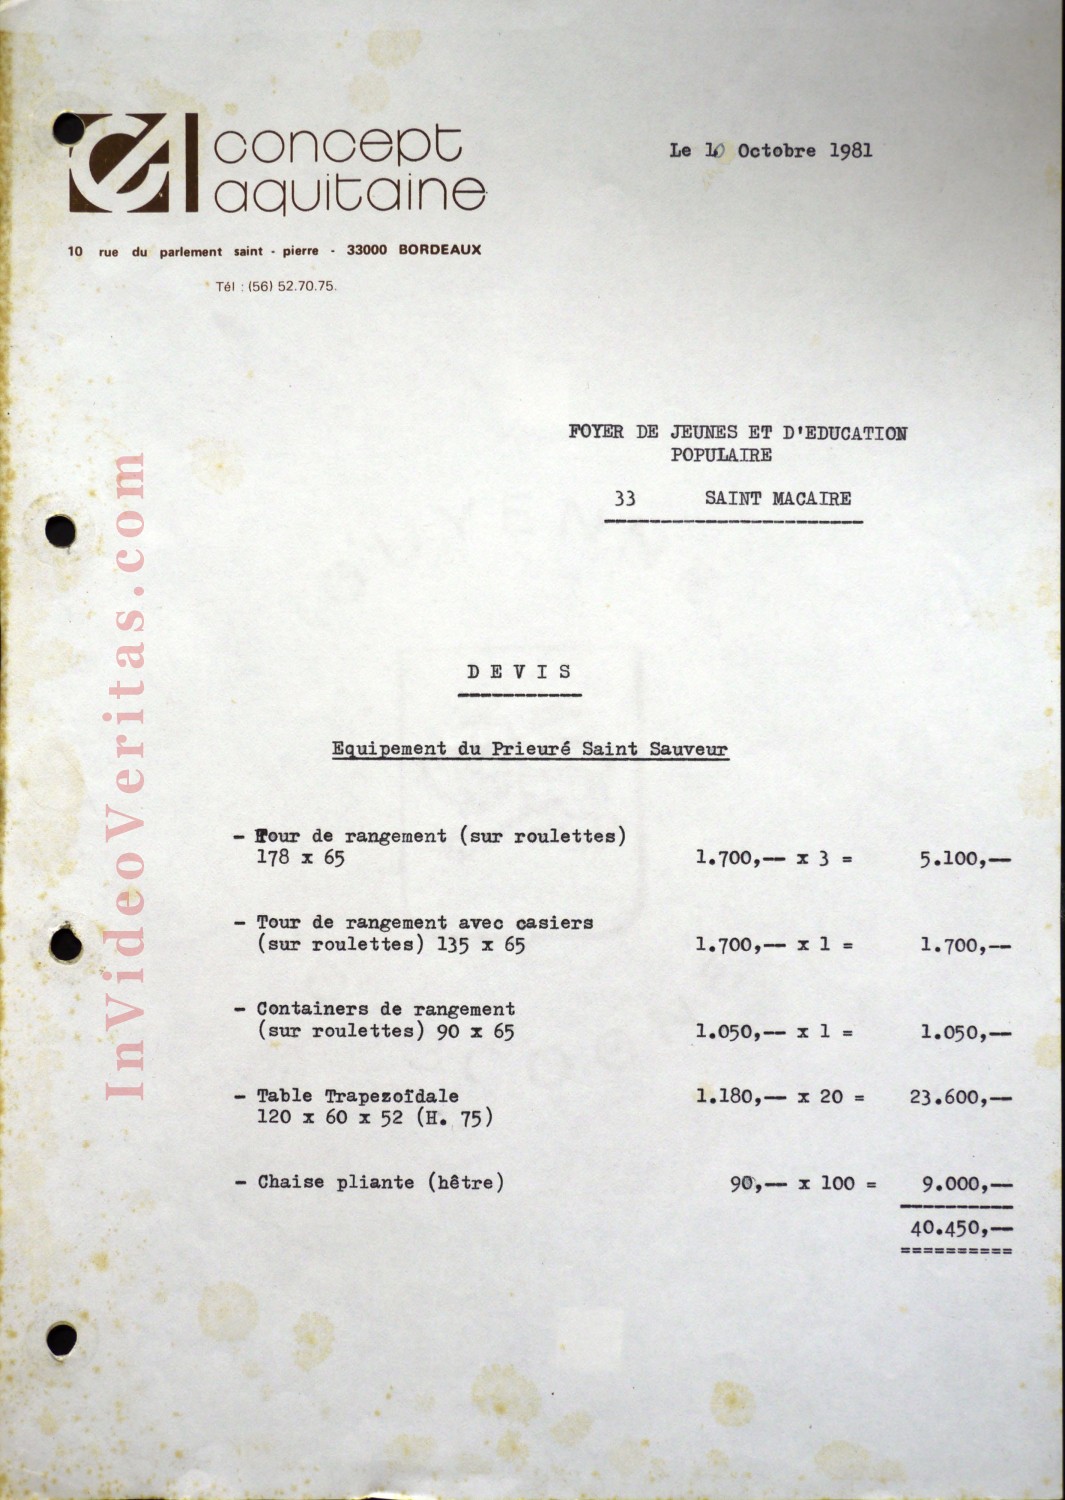 concept
aquitaine
Le 10 Octobre 1981
10 rue du parlement saint - pierre - 33000 BORDEAUX
Tél : (56) 52.70.75.
FOYER DE JEUNES ET D'EDUCATION
POPULAIRE
33 SAINT MACAIRE
D E V I S
Equipement du Prieuré Saint Sauveur
- Tour de rangement (sur roulettes)
178 x 65 1.700,-- x 3 = 5.100,--
- Tour de rangement avec casiers
(sur roulettes) 135 x 65 1.700,-- x 1 = 1.700,--
- Containers de rangement
(sur roulettes) 90 x 65 1.050,-- x 1 = 1.050,--
- Table Trapezoïdale 1.180,-- x 20 = 23.600,--
120 x 60 x 52 (H. 75)
- Chaise pliante (hêtre) 90,-- x 100 = 9.000,--
40.450,--
==========
InVideoVeritas.com